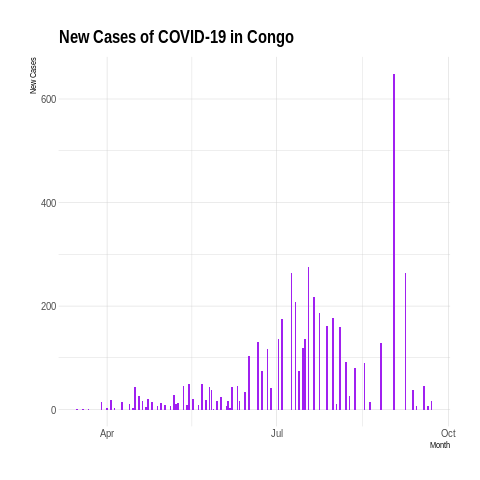 New Cases of COVID-19 in Congo
New Cases
600
400
200
0
Apr
Jul
Oct
Month